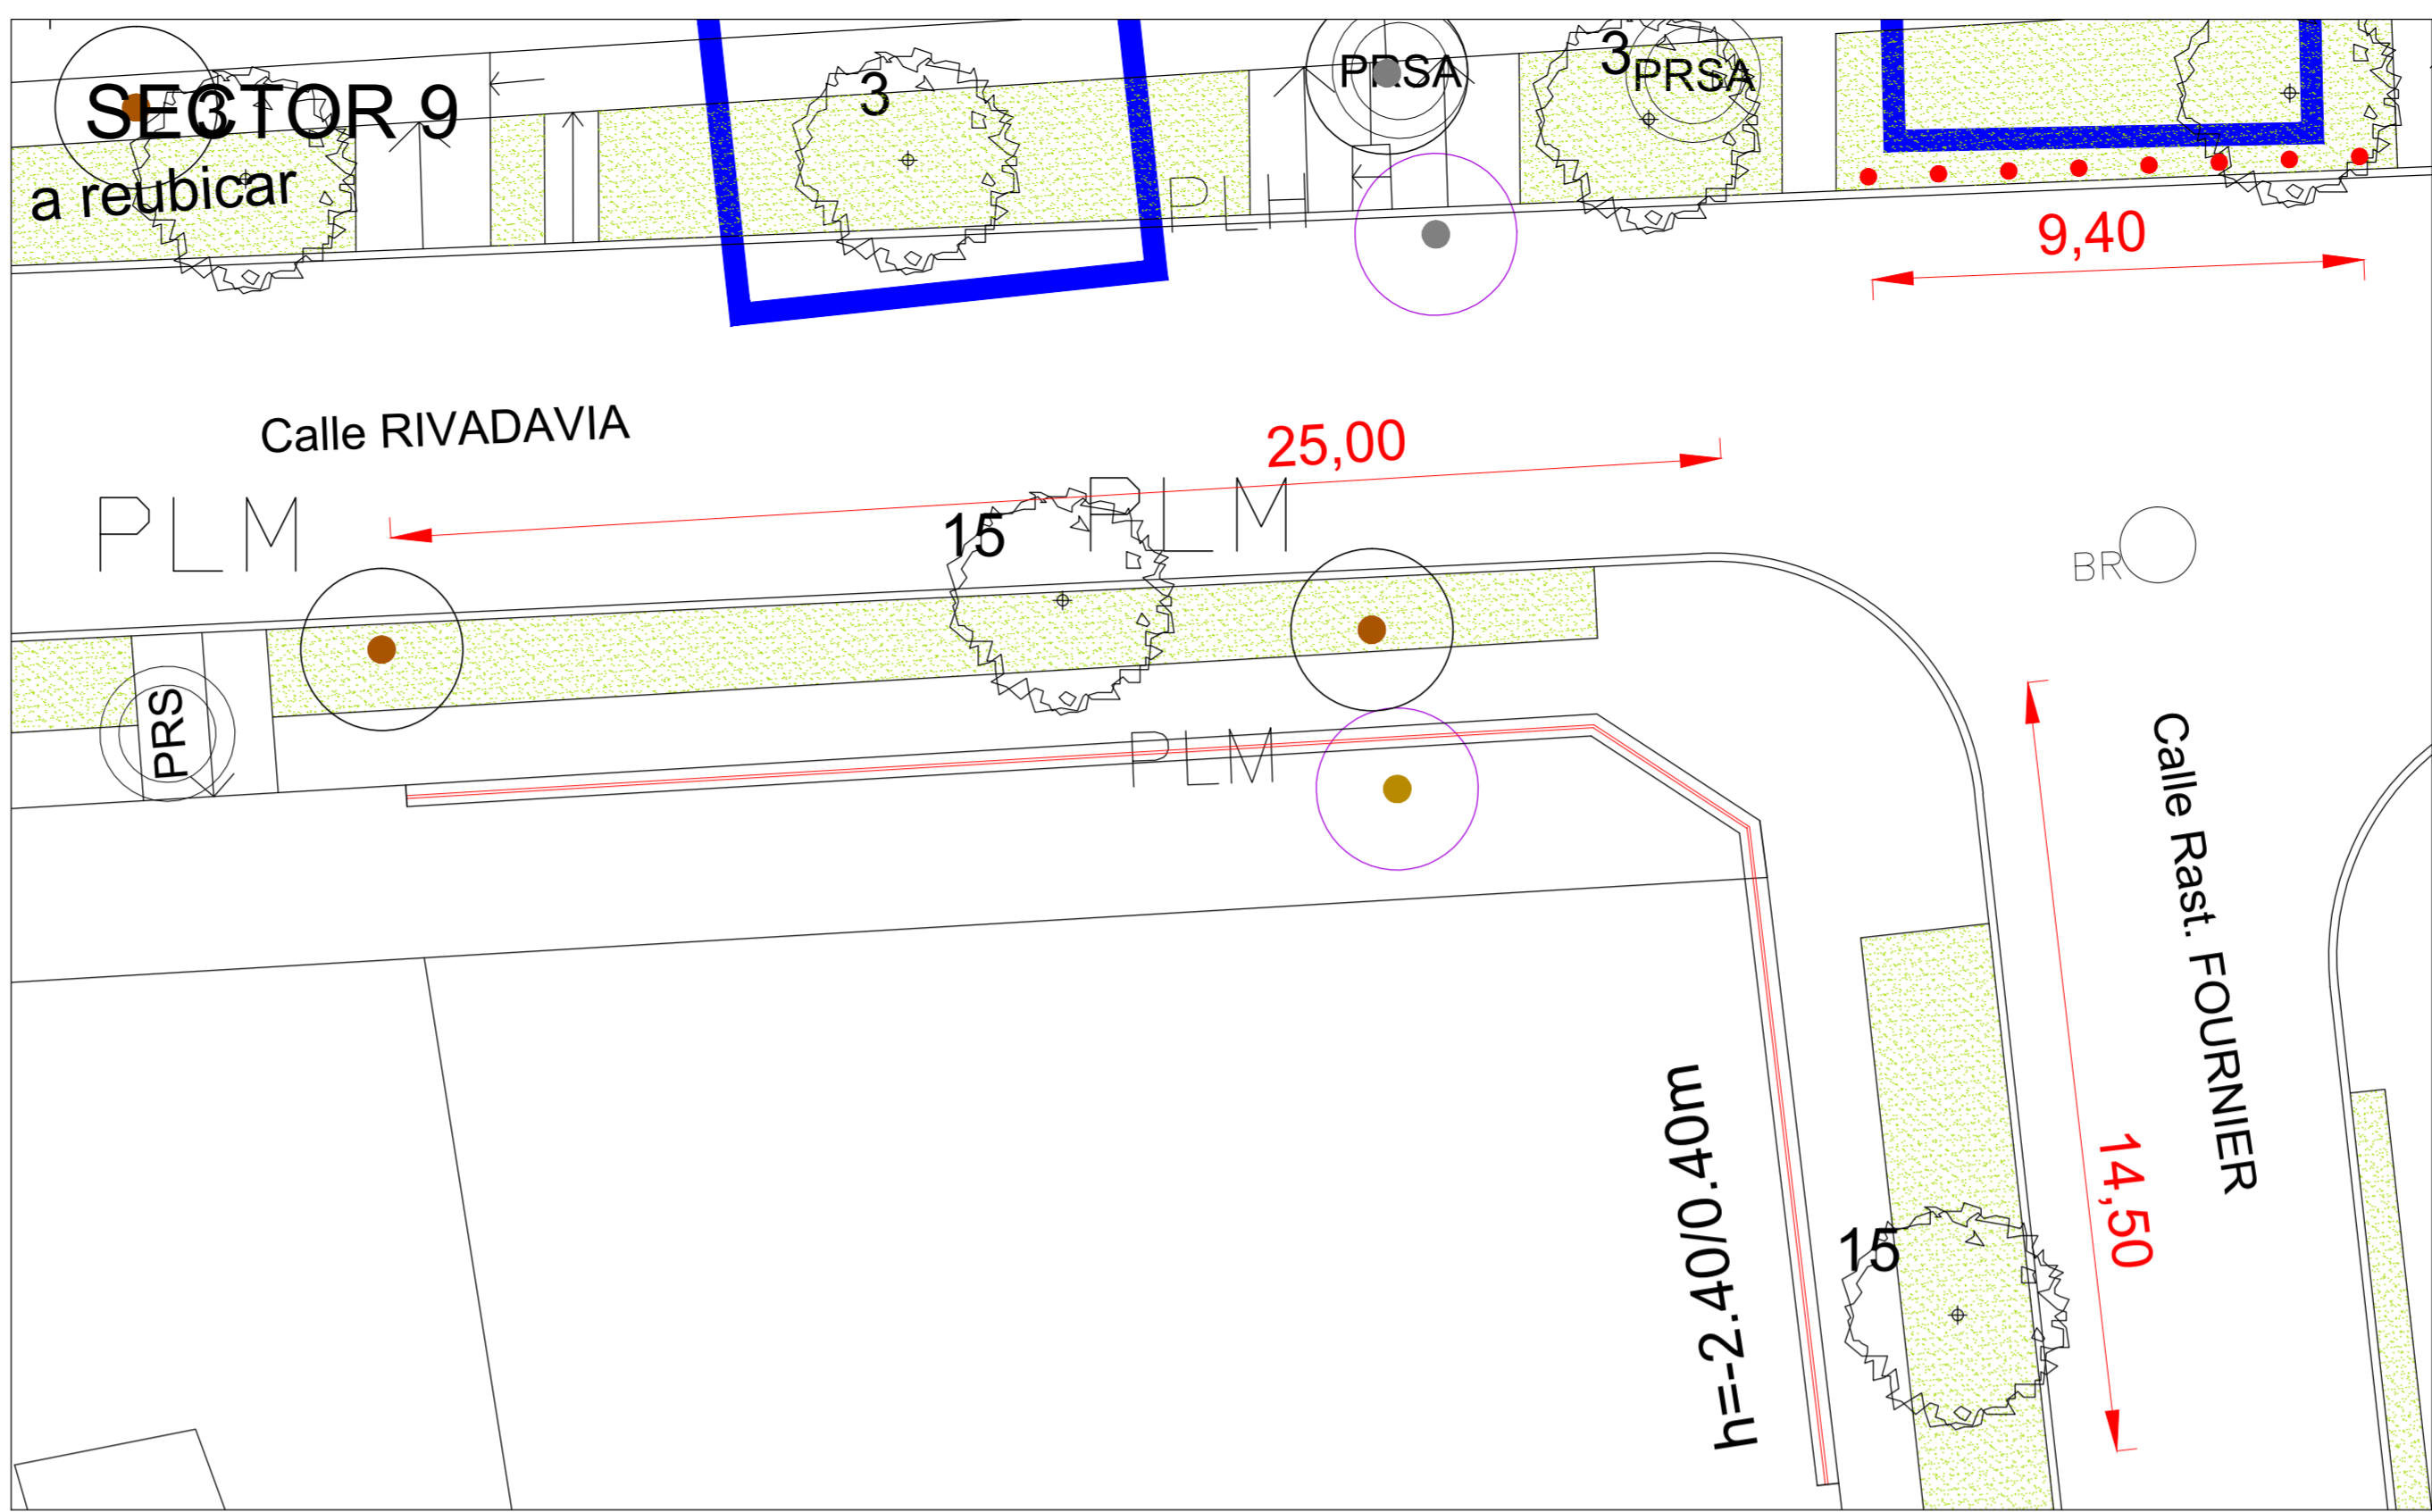 SECTOR 9
3
a reubicar
3
PRSA
3
PRSA
PLH
9,40
Calle RIVADAVIA
25,00
PLM
15
PLM
BR
PRS
PLM
Calle Rast. FOURNIER
h=-2.40/0.40m
14,50
15